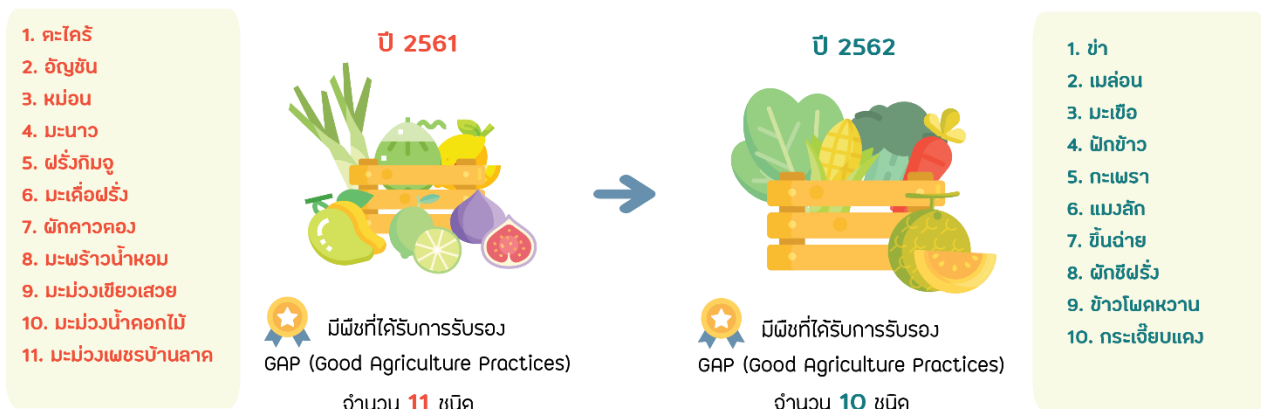 1. ตะไคร้
2. อัญชัน
3. หม่อน
4. มะนาว
5. ฝรั่งกิมจู
6. มะเดื่อฝรั่ง
7. ผักคาวตอง
8. มะพร้าวน้ำหอม
9. มะม่วงเขียวเสวย
10. มะม่วงน้ำดอกไม้
11. มะม่วงเพชรบ้านลาด
ปี 2561
มีพืชที่ได้รับการรับรอง
GAP (Good Agriculture Practices)
จำนวน 11 ชนิด
ปี 2562
มีพืชที่ได้รับการรับรอง
GAP (Good Agriculture Practices)
จำนวน 10 ชนิด
1. ข่า
2. เมล่อน
3. มะเขือ
4. ฟักข้าว
5. กะเพรา
6. แมงลัก
7. ขึ้นฉ่าย
8. ผักชีฝรั่ง
9. ข้าวโพดหวาน
10. กระเจี๊ยบแดง